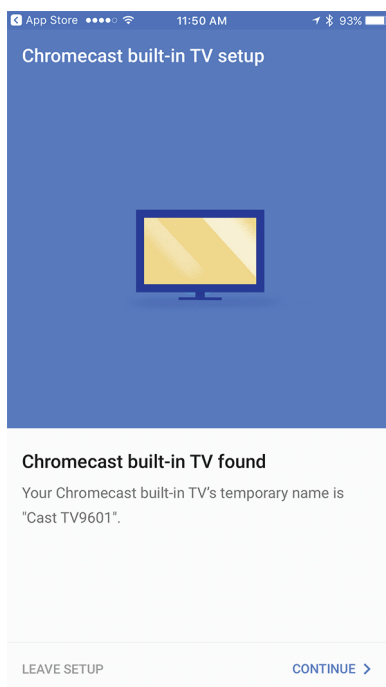 App Store 11:50 AM 93%
Chromecast built-in TV setup
Chromecast built-in TV found
Your Chromecast built-in TV's temporary name is
"Cast TV9601".
LEAVE SETUP CONTINUE